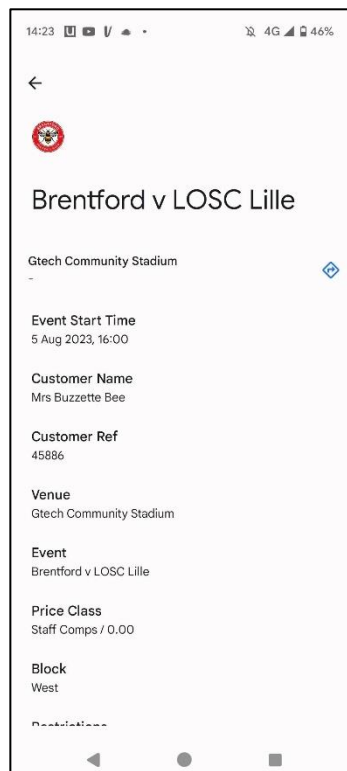 14:23
4G 46%
Brentford v LOSC Lille
Gtech Community Stadium
-
Event Start Time
5 Aug 2023, 16:00
Customer Name
Mrs Buzzette Bee
Customer Ref
45886
Venue
Gtech Community Stadium
Event
Brentford v LOSC Lille
Price Class
Staff Comps / 0.00
Block
West